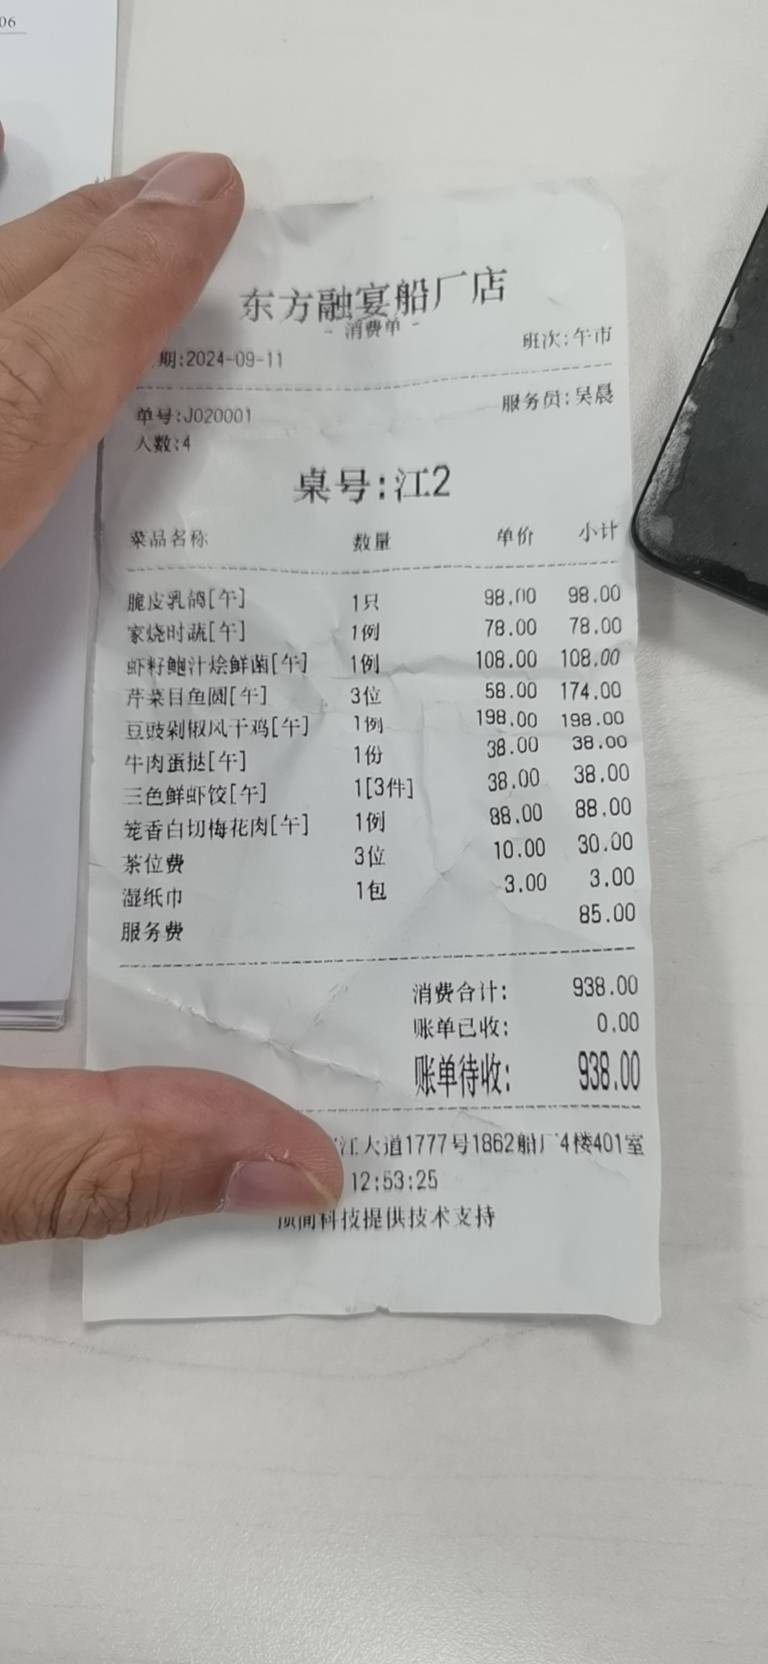 06
东方融宴船厂店
- 消费单 -
期:2024-09-11 班次:午市
单号:J020001 服务员:吴晨
人数:4
桌号:江2
菜品名称 数量 单价 小计
脆皮乳鸽[午] 1只 98.00 98.00
家烧时蔬[午] 1例 78.00 78.00
虾籽鲍汁烩鲜菌[午] 1例 108.00 108.00
芹菜目鱼圆[午] 3位 58.00 174.00
豆豉剁椒风干鸡[午] 1例 198.00 198.00
牛肉蛋挞[午] 1份 38.00 38.00
三色鲜虾饺[午] 1[3件] 38.00 38.00
笼香白切梅花肉[午] 1例 88.00 88.00
茶位费 3位 10.00 30.00
湿纸巾 1包 3.00 3.00
服务费 85.00
消费合计: 938.00
账单已收: 0.00
账单待收: 938.00
江大道1777号1862船厂4楼401室
12:53:25
科技提供技术支持